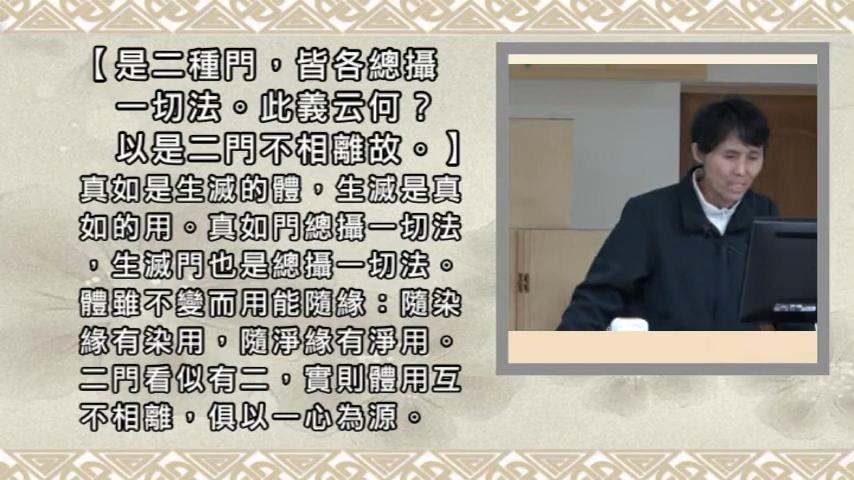 【是二種門，皆各總攝
一切法。此義云何？
以是二門不相離故。】
真如是生滅的體，生滅是真
如的用。真如門總攝一切法
，生滅門也是總攝一切法。
體雖不變而用能隨緣：隨染
緣有染用，隨淨緣有淨用。
二門看似有二，實則體用互
不相離，俱以一心為源。